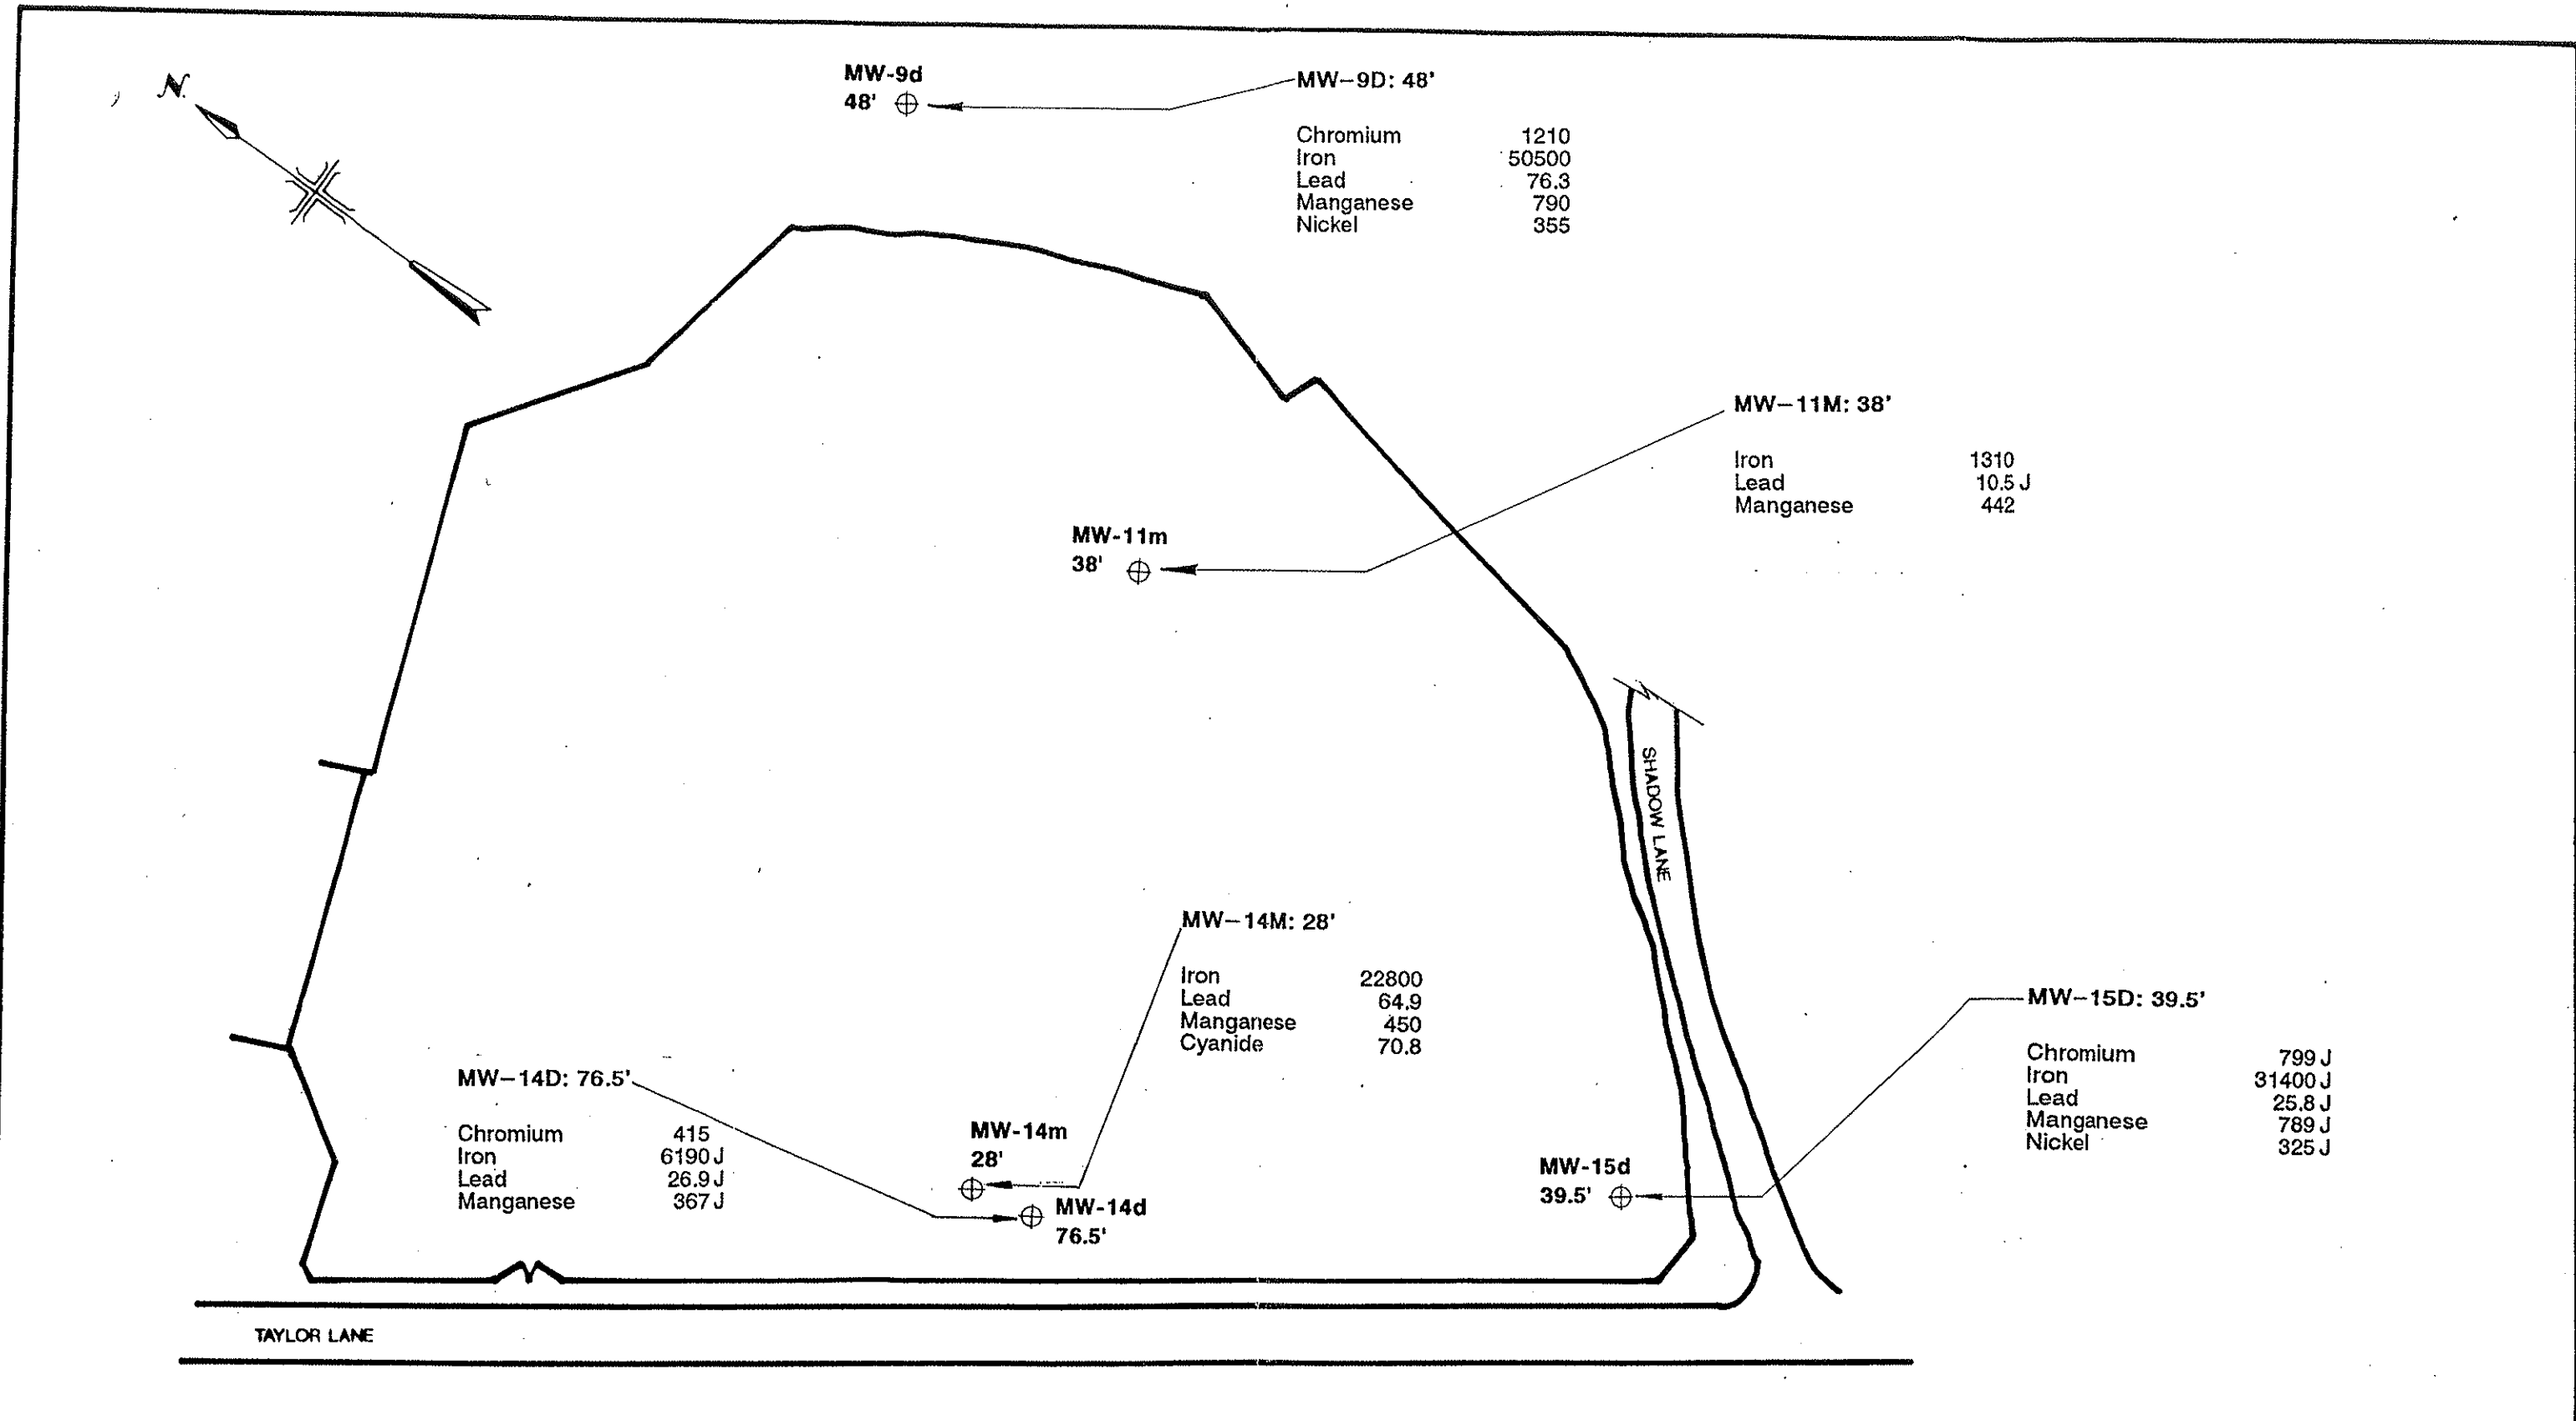 N
MW-9d
48'
MW-9D: 48'
Chromium 1210
Iron 50500
Lead 76.3
Manganese 790
Nickel 355
MW-11M: 38'
Iron 1310
Lead 10.5 J
Manganese 442
MW-11m
38'
SHADOW LANE
MW-14M: 28'
Iron 22800
Lead 64.9
Manganese 450
Cyanide 70.8
MW-15D: 39.5'
Chromium 799 J
Iron 31400 J
Lead 25.8 J
Manganese 789 J
Nickel 325 J
MW-14D: 76.5'
Chromium 415
Iron 6190 J
Lead 26.9 J
Manganese 367 J
MW-14m
28'
MW-14d
76.5'
MW-15d
39.5'
TAYLOR LANE